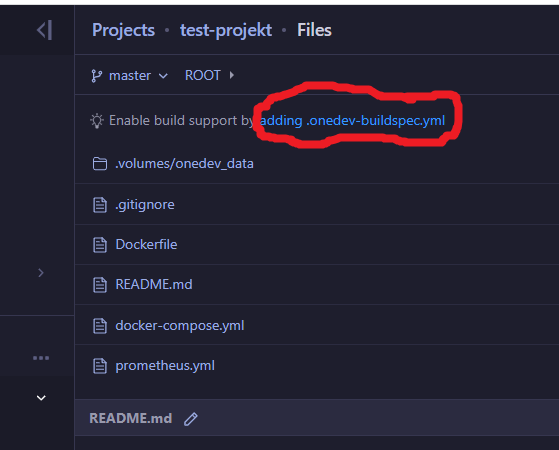 Projects • test-projekt • Files
master ROOT
Enable build support by adding .onedev-buildspec.yml
.volumes/onedev_data
.gitignore
Dockerfile
README.md
docker-compose.yml
prometheus.yml
README.md